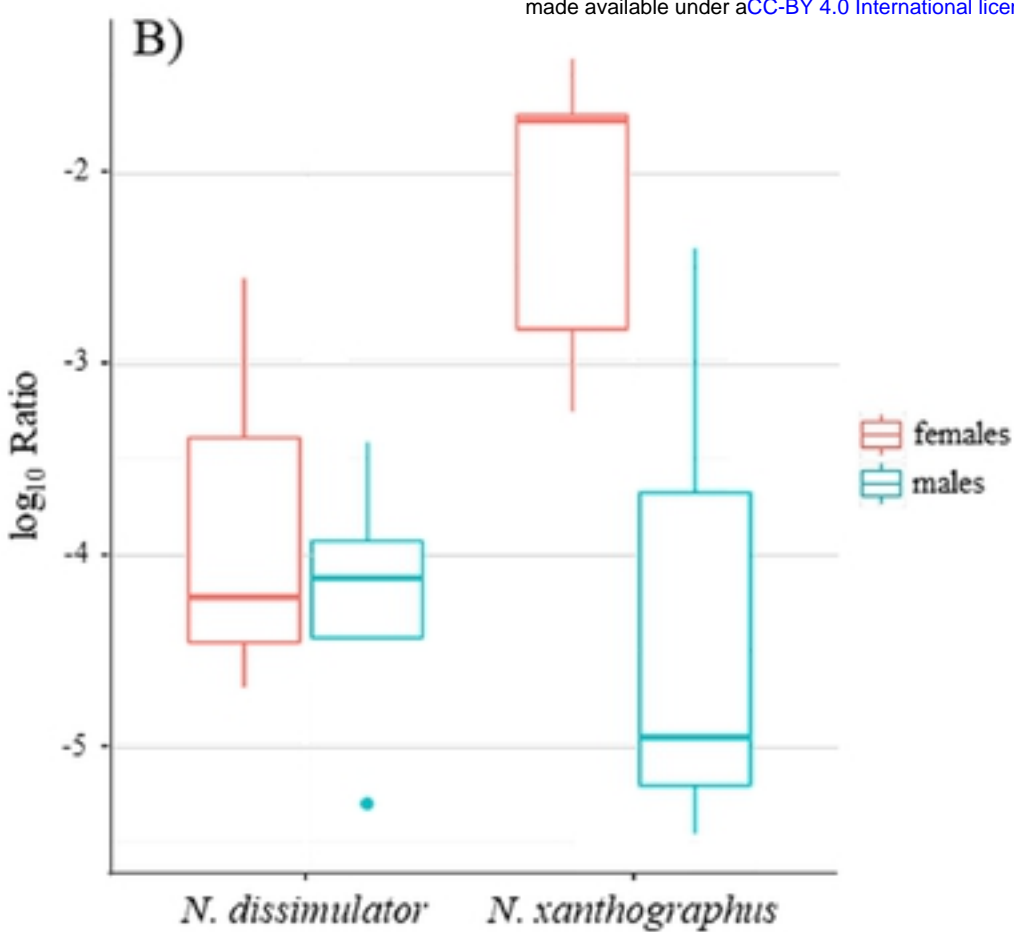 made available under aCC-BY 4.0 International licen
B)
-2
-3
-4
-5
log10 Ratio
females
males
N. dissimulator N. xanthographus